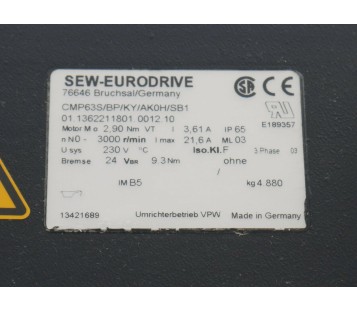 SEW-EURODRIVE
76646 Bruchsal/Germany
CMP63S/BP/KY/AK0H/SB1
01.1362211801.0012.10
E189357
Motor M o 2,90 Nm VT I 3,61 A IP 65
n N 0- 3000 r/min I max 21,6 A ML 03
U sys 230 V °C Iso.Kl.F 3 Phase 03
Bremse 24 9.3 Nm ohne
IM B5 kg 4.880
13421689 Umrichterbetrieb VPW Made in Germany